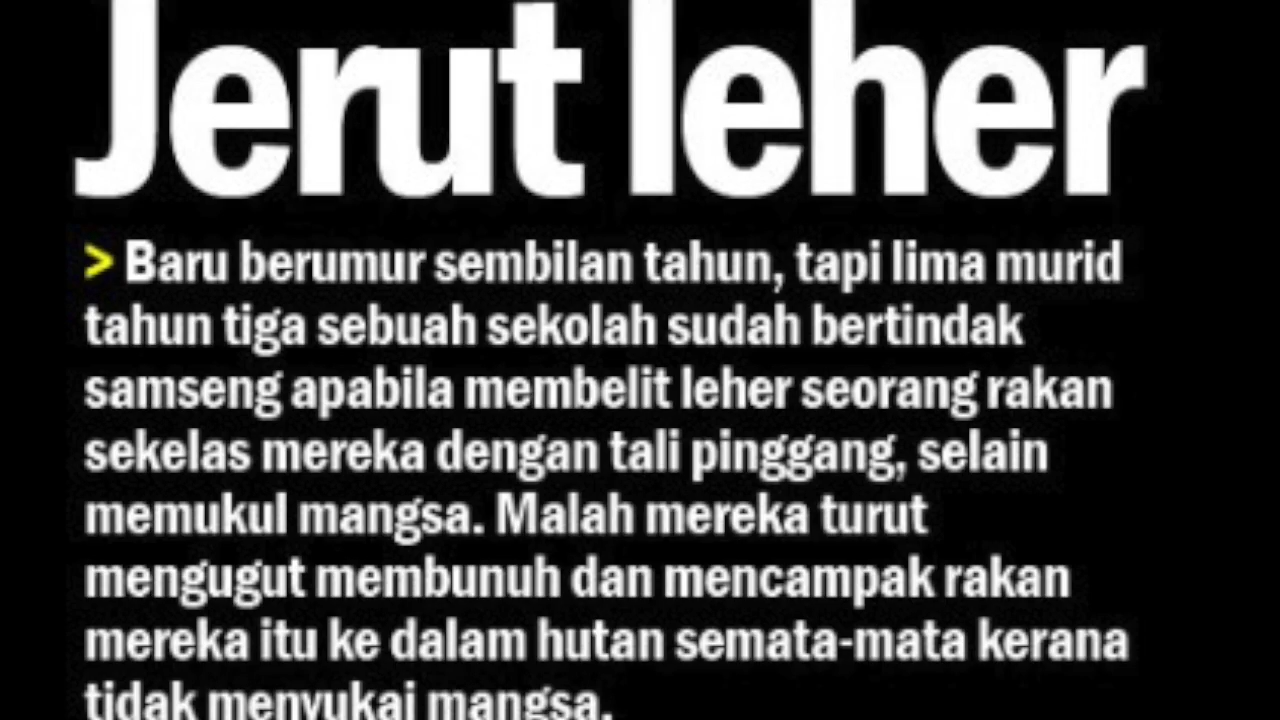 Jerut leher
> Baru berumur sembilan tahun, tapi lima murid
tahun tiga sebuah sekolah sudah bertindak
samseng apabila membelit leher seorang rakan
sekelas mereka dengan tali pinggang, selain
memukul mangsa. Malah mereka turut
mengugut membunuh dan mencampak rakan
mereka itu ke dalam hutan semata-mata kerana
tidak menyukai mangsa.